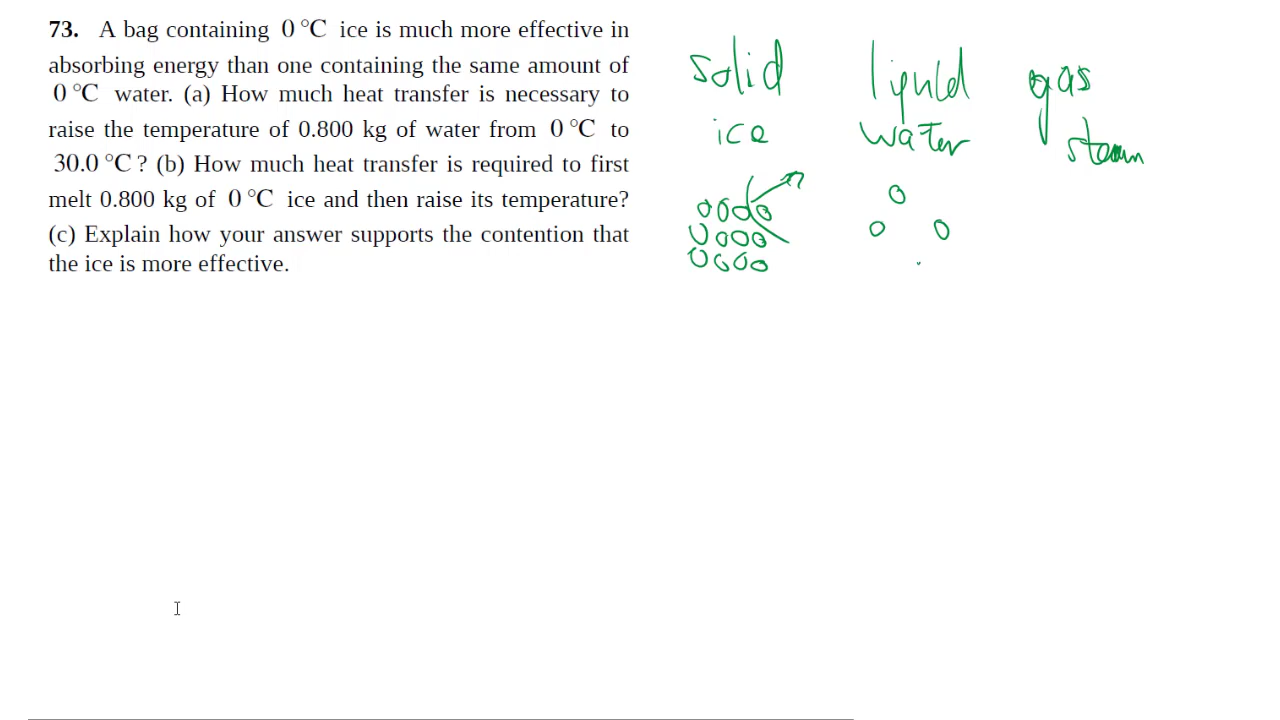 73. A bag containing 0 °C ice is much more effective in
absorbing energy than one containing the same amount of
0 °C water. (a) How much heat transfer is necessary to
raise the temperature of 0.800 kg of water from 0 °C to
30.0 °C? (b) How much heat transfer is required to first
melt 0.800 kg of 0 °C ice and then raise its temperature?
(c) Explain how your answer supports the contention that
the ice is more effective.
solid liquid gas
ice water steam